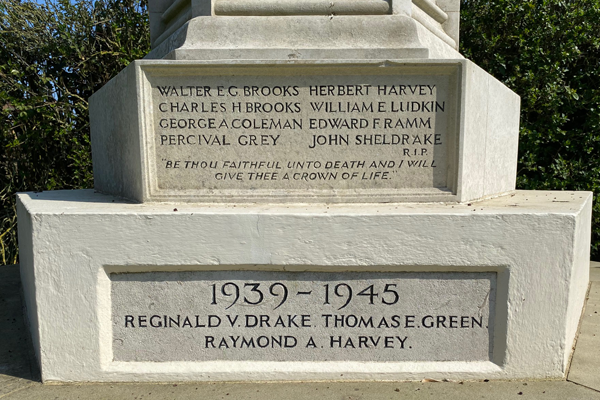 WALTER E.G. BROOKS HERBERT HARVEY
CHARLES H BROOKS WILLIAM E LUDKIN
GEORGE A COLEMAN EDWARD F. RAMM
PERCIVAL GREY JOHN SHELDRAKE
R.I.P.
"BE THOU FAITHFUL UNTO DEATH AND I WILL
GIVE THEE A CROWN OF LIFE."
1939-1945
REGINALD V. DRAKE. THOMAS E. GREEN.
RAYMOND A. HARVEY.